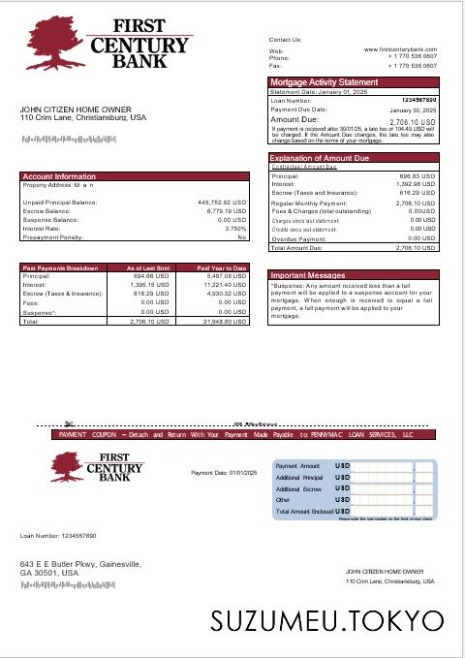 FIRST
CENTURY
BANK
Contact Us:
Web: www.firstcenturybank.com
Phone: + 1 770 536 0607
Fax: + 1 770 536 0607
Mortgage Activity Statement
Statement Date: January 01, 2025
Loan Number: 1234567890
Payment Due Date: January 30, 2025
Amount Due: 2,706.10 USD
If payment is received after 30/01/25, a late fee of 104.49 USD will
be charged. If the Amount Due changes, the late fee may also
change based on the terms of your mortgage.
JOHN CITIZEN HOME OWNER
110 Crim Lane, Christiansburg, USA
Explanation of Amount Due
Contractual Amount Due
Principal: 696.83 USD
Interest: 1,392.98 USD
Escrow (Taxes and Insurance): 616.29 USD
Regular Monthly Payment: 2,706.10 USD
Fees & Charges (total outstanding) 0.00USD
Charges since last statement: 0.00 USD
Credits since last statement: 0.00 USD
Overdue Payment: 0.00 USD
Total Amount Due: 2,706.10 USD
Account Information
Property Address
Unpaid Principal Balance: 445,752.92 USD
Escrow Balance: 6,779.19 USD
Suspense Balance: 0.00 USD
Interest Rate: 3.750%
Prepayment Penalty: No
Past Payments Breakdown As of Last Stmt Paid Year to Date
Principal: 694.66 USD 5,497.08 USD
Interest: 1,395.15 USD 11,221.40 USD
Escrow (Taxes & Insurance): 616.29 USD 4,930.32 USD
Fees: 0.00 USD 0.00 USD
Suspense*: 0.00 USD 0.00 USD
Total: 2,706.10 USD 21,648.80 USD
Important Messages
*Suspense: Any amount received less than a full
payment will be applied to a suspense account for your
mortgage. When enough is received to equal a full
payment, a full payment will be applied to your
mortgage.
PAYMENT COUPON – Detach and Return With Your Payment Made Payable to: PENNYMAC LOAN SERVICES, LLC
FIRST
CENTURY
BANK
Payment Date: 01/01/2025
Payment Amount USD
Additional Principal USD
Additional Escrow USD
Other USD
Total Amount Enclosed USD
Please write the loan number on the front of your check
Loan Number: 1234567890
643 E E Butler Pkwy, Gainesville,
GA 30501, USA
JOHN CITIZEN HOME OWNER
110 Crim Lane, Christiansburg, USA
SUZUMEU.TOKYO